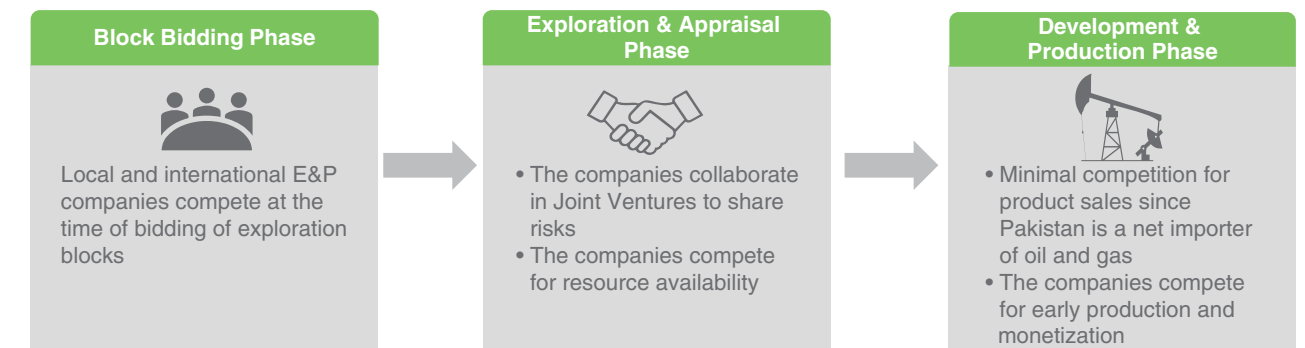 Block Bidding Phase
Local and international E&P
companies compete at the
time of bidding of exploration
blocks
Exploration & Appraisal
Phase
• The companies collaborate
in Joint Ventures to share
risks
• The companies compete
for resource availability
Development &
Production Phase
• Minimal competition for
product sales since
Pakistan is a net importer
of oil and gas
• The companies compete
for early production and
monetization